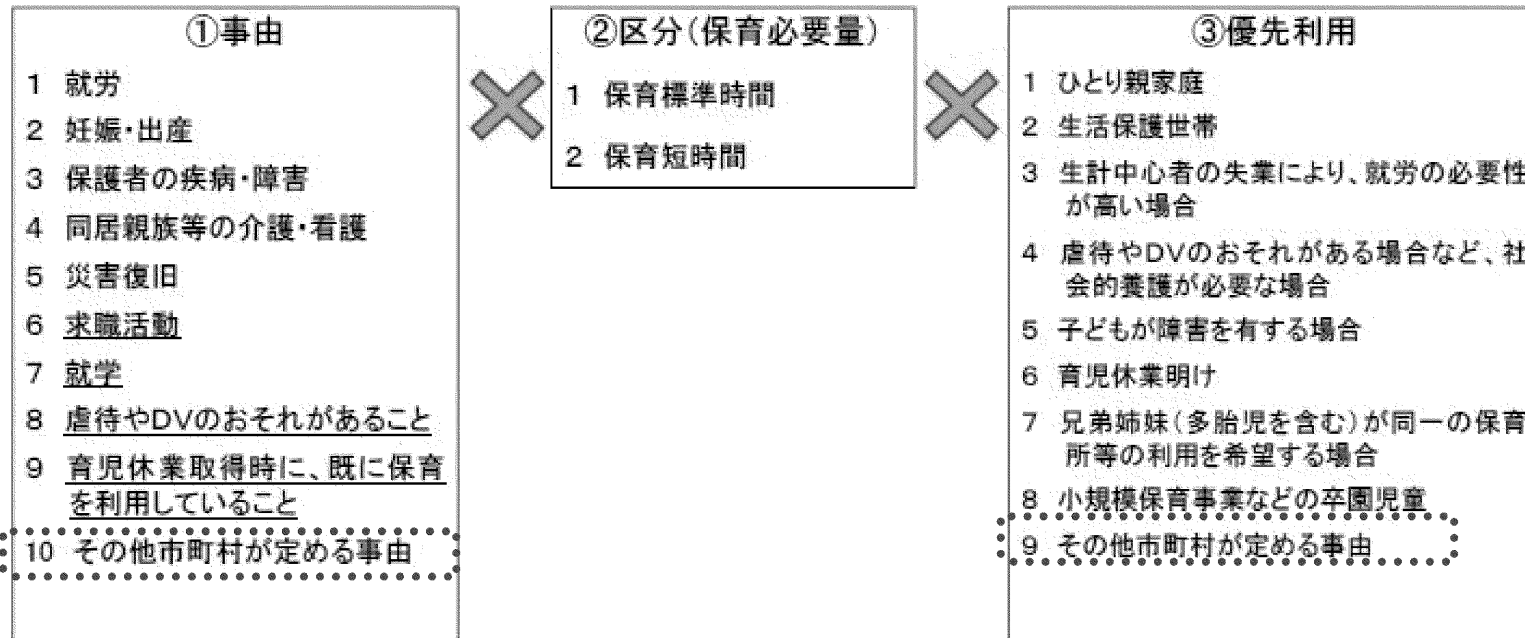 ①事由
1 就労
2 妊娠・出産
3 保護者の疾病・障害
4 同居親族等の介護・看護
5 災害復旧
6 求職活動
7 就学
8 虐待やDVのおそれがあること
9 育児休業取得時に、既に保育
を利用していること
10 その他市町村が定める事由
②区分(保育必要量)
1 保育標準時間
2 保育短時間
③優先利用
1 ひとり親家庭
2 生活保護世帯
3 生計中心者の失業により、就労の必要性
が高い場合
4 虐待やDVのおそれがある場合など、社
会的養護が必要な場合
5 子どもが障害を有する場合
6 育児休業明け
7 兄弟姉妹(多胎児を含む)が同一の保育
所等の利用を希望する場合
8 小規模保育事業などの卒園児童
9 その他市町村が定める事由